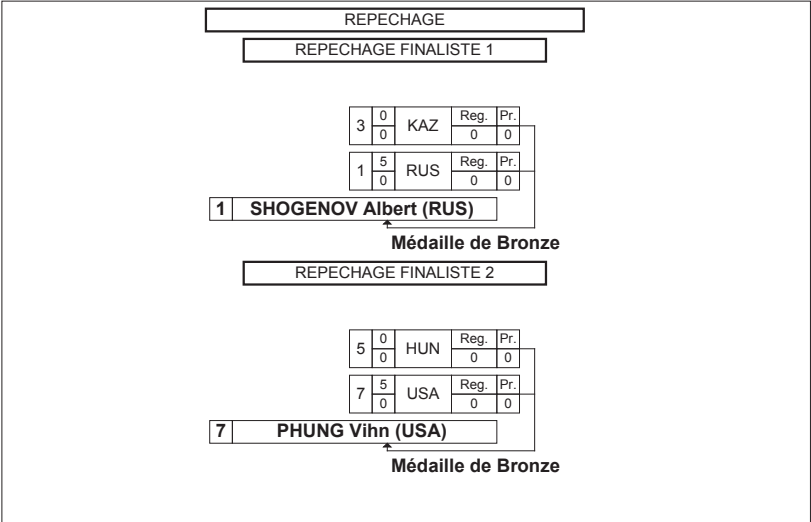 REPECHAGE
REPECHAGE FINALISTE 1
3 0 KAZ Reg. Pr.
0 0 0
1 5 RUS Reg. Pr.
0 0 0
1 SHOGENOV Albert (RUS)
Médaille de Bronze
REPECHAGE FINALISTE 2
5 0 HUN Reg. Pr.
0 0 0
7 5 USA Reg. Pr.
0 0 0
7 PHUNG Vihn (USA)
Médaille de Bronze